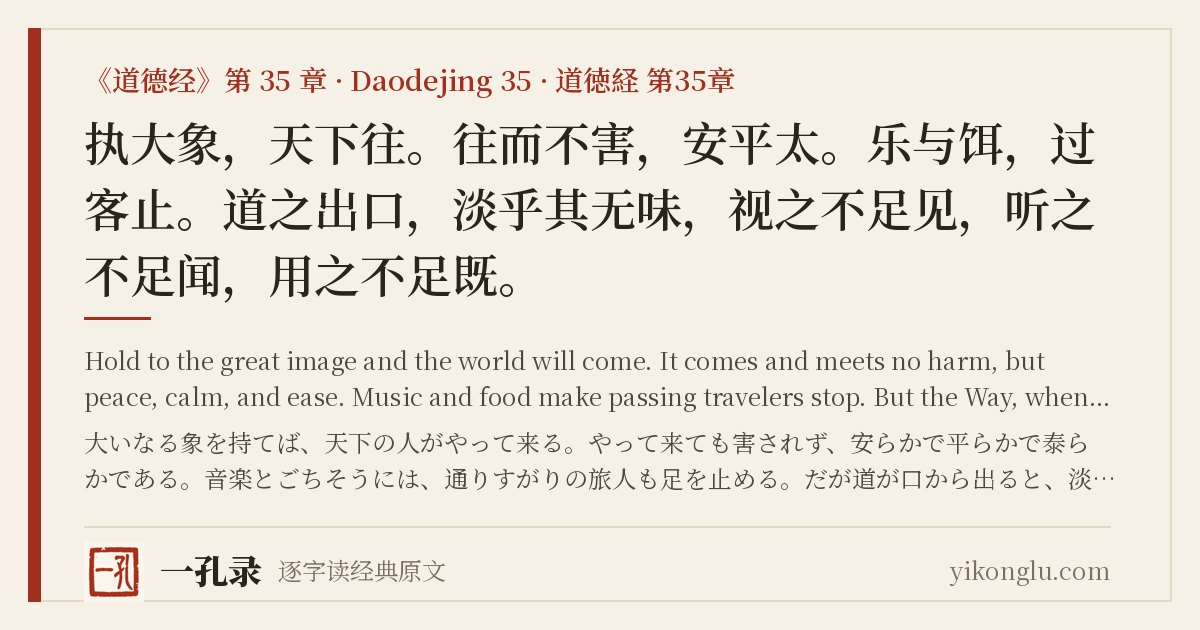 《道德经》第 35 章 · Daodejing 35 · 道徳経 第35章
执大象，天下往。往而不害，安平太。乐与饵，过
客止。道之出口，淡乎其无味，视之不足见，听之
不足闻，用之不足既。
Hold to the great image and the world will come. It comes and meets no harm, but
peace, calm, and ease. Music and food make passing travelers stop. But the Way, when...
大いなる象を持てば、天下の人がやって来る。やって来ても害されず、安らかで平らかで泰ら
かである。音楽とごちそうには、通りすがりの旅人も足を止める。だが道が口から出ると、淡…
一孔
一孔录 逐字读经典原文 yikonglu.com